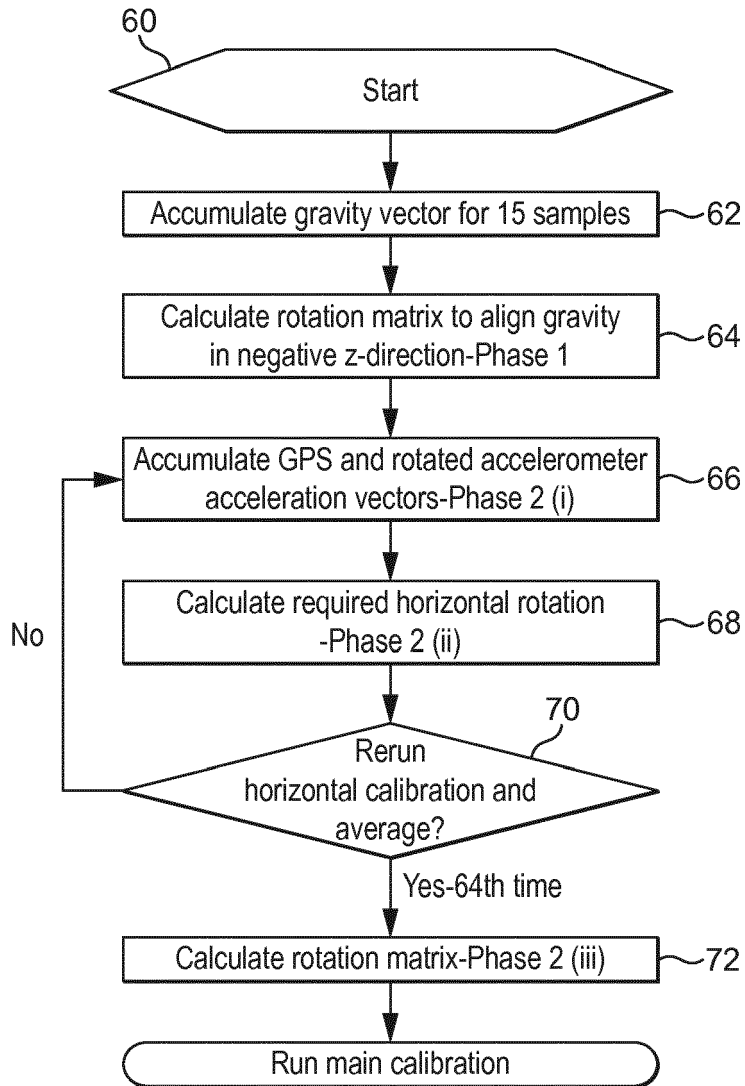 60
Start
Accumulate gravity vector for 15 samples
62
Calculate rotation matrix to align gravity
in negative z-direction-Phase 1
64
Accumulate GPS and rotated accelerometer
acceleration vectors-Phase 2 (i)
66
Calculate required horizontal rotation
-Phase 2 (ii)
68
No
70
Rerun
horizontal calibration and
average?
Yes-64th time
Calculate rotation matrix-Phase 2 (iii)
72
Run main calibration